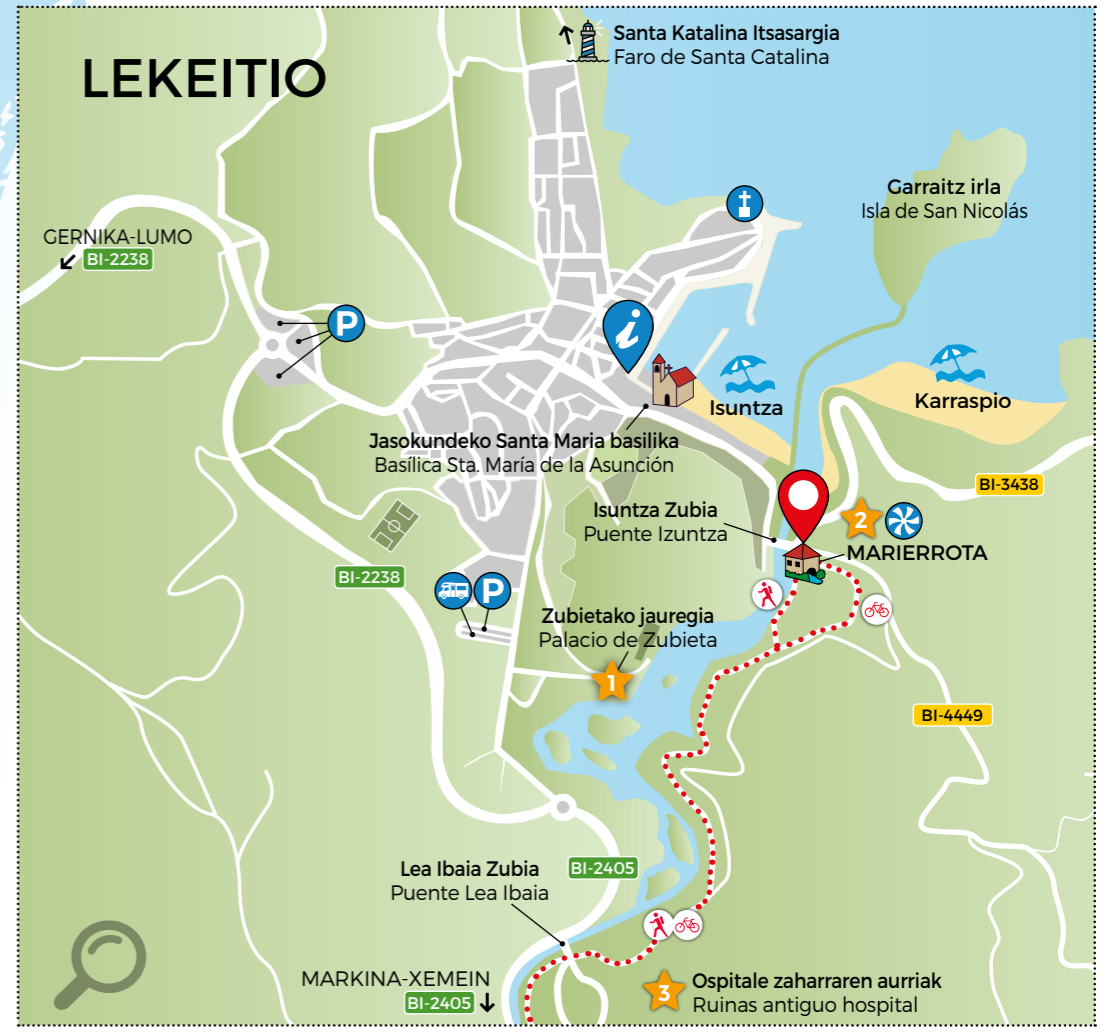 LEKEITIO
Santa Katalina Itsasargia
Faro de Santa Catalina
Garraitz irla
Isla de San Nicolás
GERNIKA-LUMO
BI-2238
P
i
Isuntza
Karraspio
Jasokundeko Santa Maria basilika
Basílica Sta. María de la Asunción
BI-3438
Isuntza Zubia
Puente Izuntza
2
MARIERROTA
BI-2238
P
Zubietako jauregia
Palacio de Zubieta
1
BI-4449
Lea Ibaia Zubia
Puente Lea Ibaia
BI-2405
MARKINA-XEMEIN
BI-2405
3
Ospitale zaharraren aurriak
Ruinas antiguo hospital